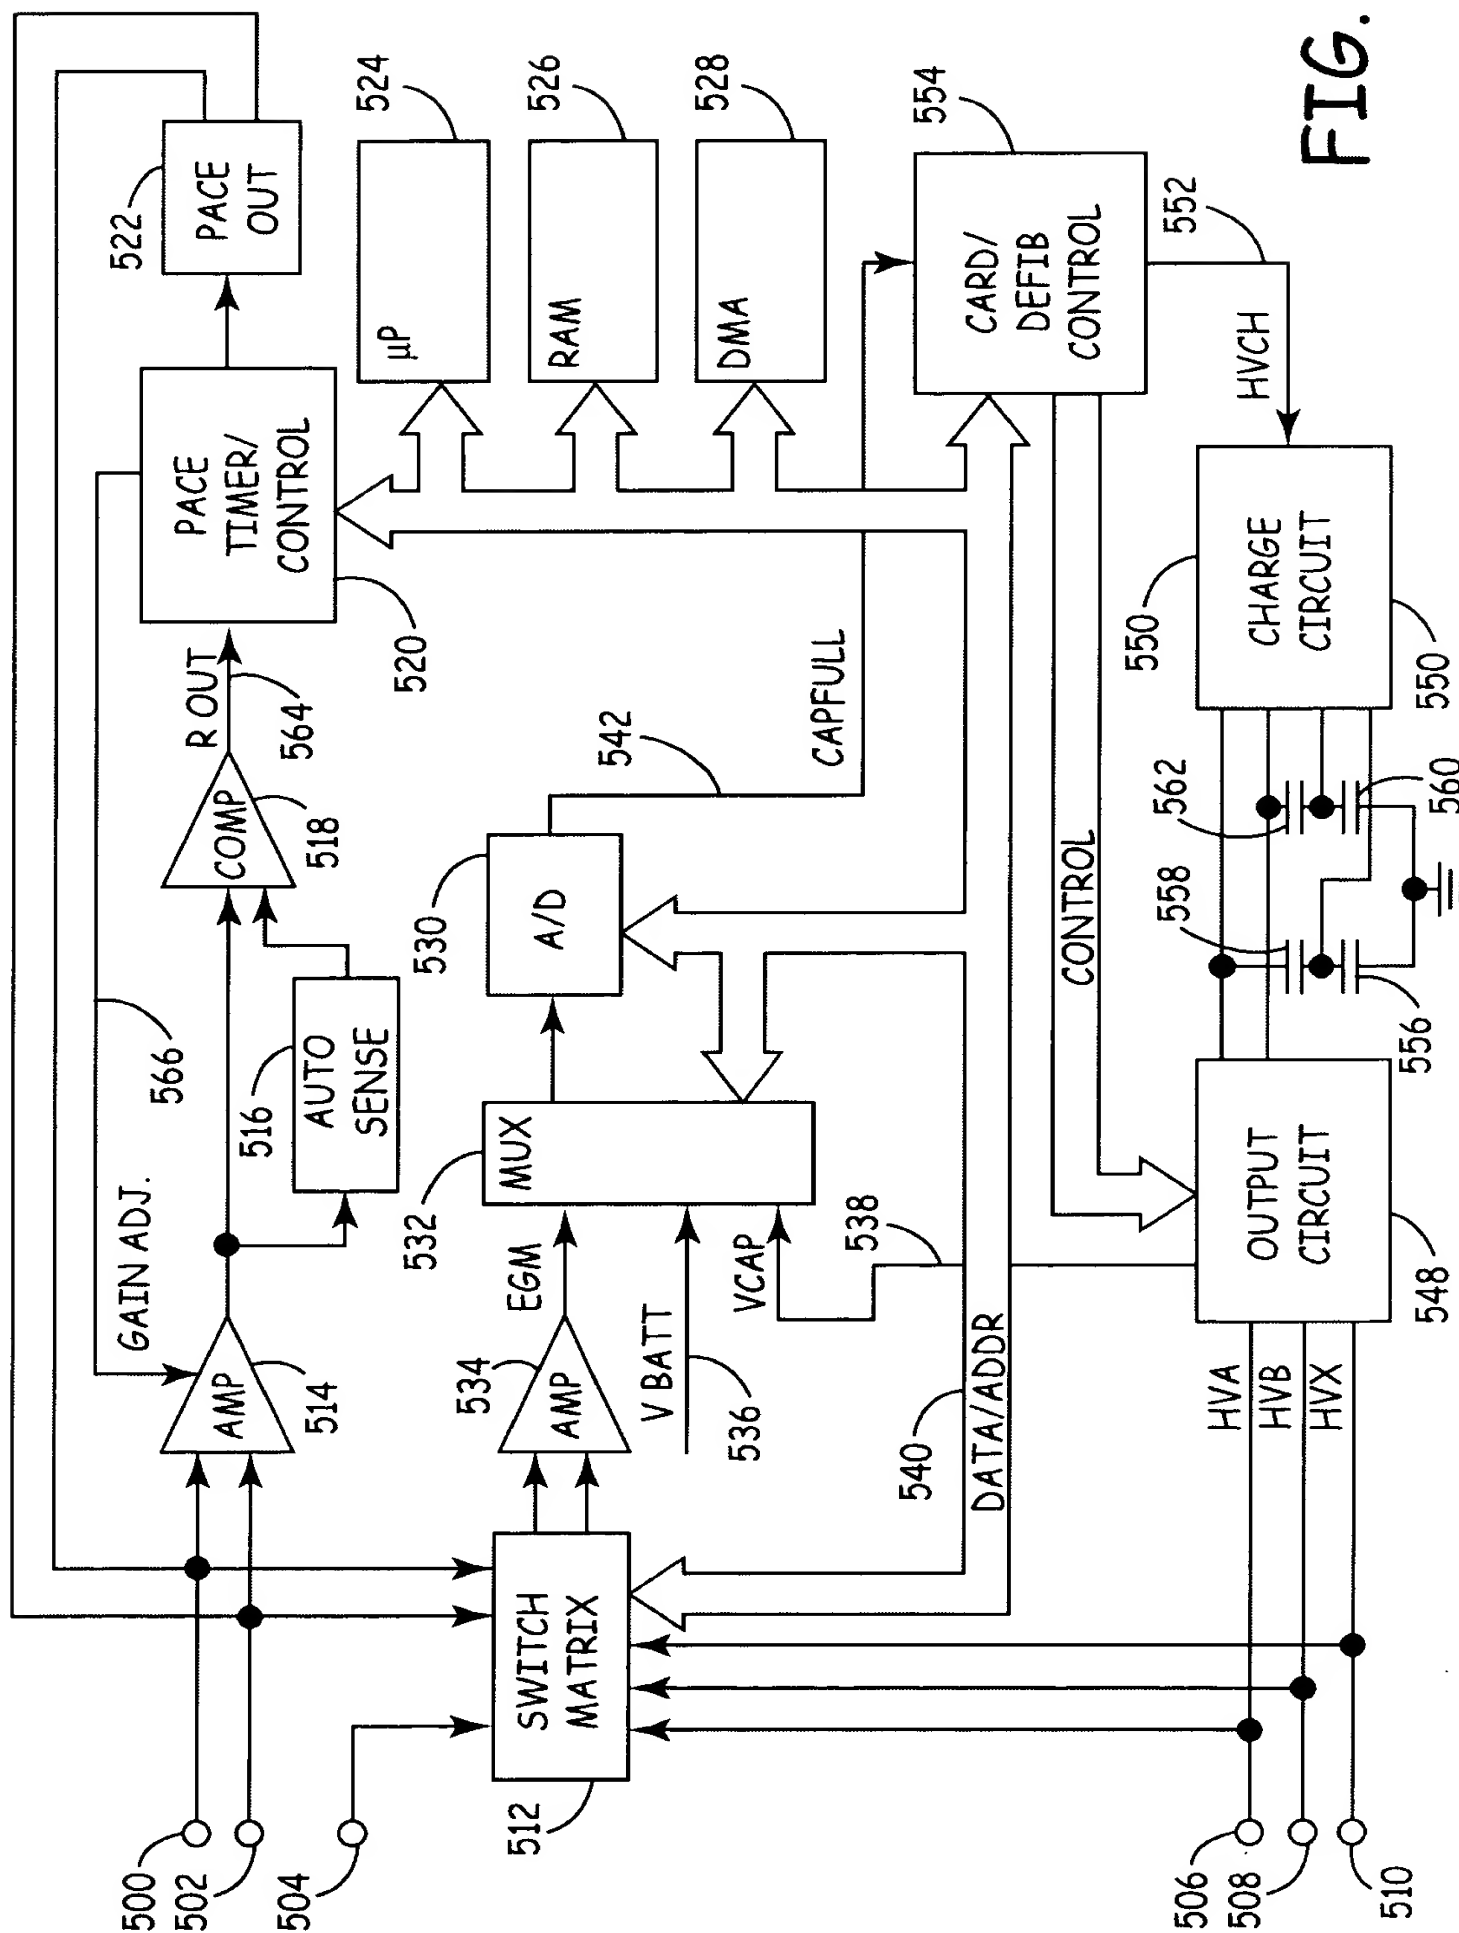 500
502
504
506
508
510
512
SWITCH
MATRIX
GAIN ADJ.
566
AMP
514
516
AUTO
SENSE
COMP
518
R OUT
564
PACE
TIMER/
CONTROL
520
PACE
OUT
522
AMP
534
EGM
V BATT
536
VCAP
538
MUX
532
A/D
530
542
CAPFULL
µP
524
RAM
526
DMA
528
540
DATA/ADDR
CONTROL
CARD/
DEFIB
CONTROL
554
552
HVCH
HVA
HVB
HVX
OUTPUT
CIRCUIT
548
556
558
562
560
CHARGE
CIRCUIT
550
550
FIG.